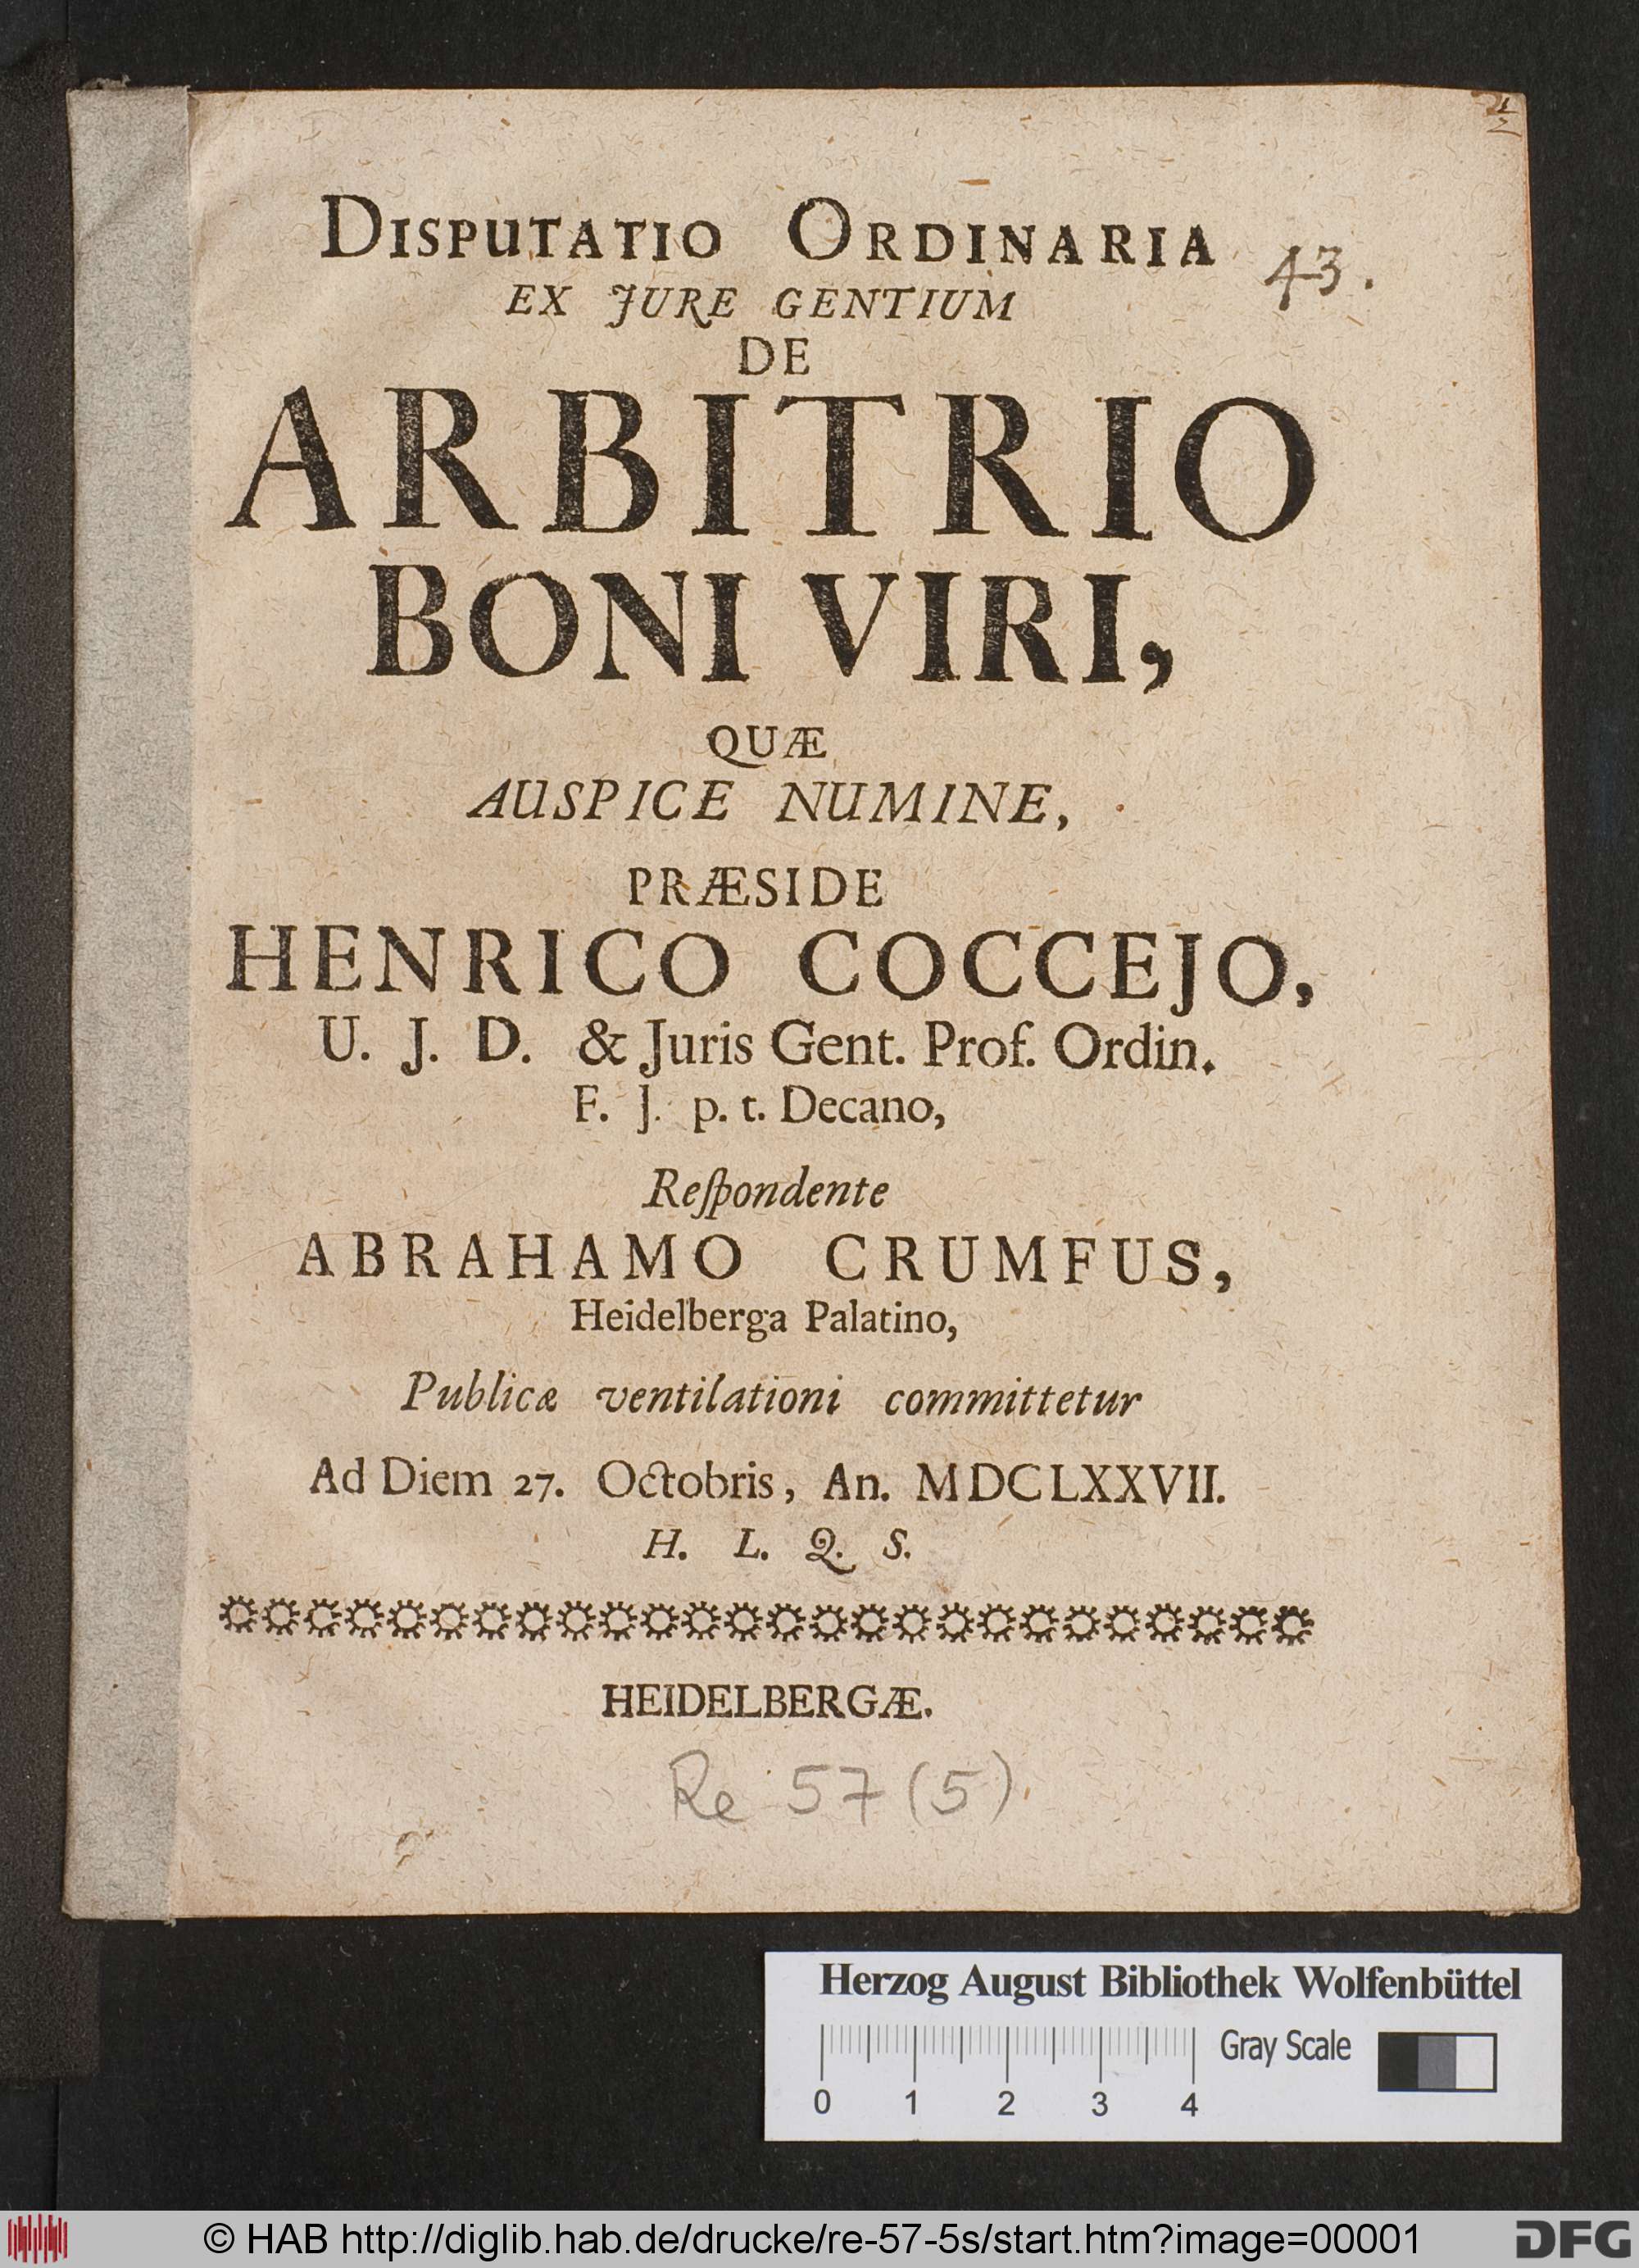 Disputatio Ordinaria
43.
EX JURE GENTIUM
DE
ARBITRIO
BONI VIRI,
QUÆ
AUSPICE NUMINE,
PRÆSIDE
HENRICO COCCEJO,
U. J. D. & Juris Gent. Prof. Ordin.
F. J. p. t. Decano,
Reſpondente
ABRAHAMO CRUMFUS,
Heidelberga Palatino,
Publicæ ventilationi committetur
Ad Diem 27. Octobris, An. MDCLXXVII.
H. L. Q. S.
HEIDELBERGÆ.
Re 57 (5)
Herzog August Bibliothek Wolfenbüttel
Gray Scale
0 1 2 3 4
© HAB http://diglib.hab.de/drucke/re-57-5s/start.htm?image=00001
DFG